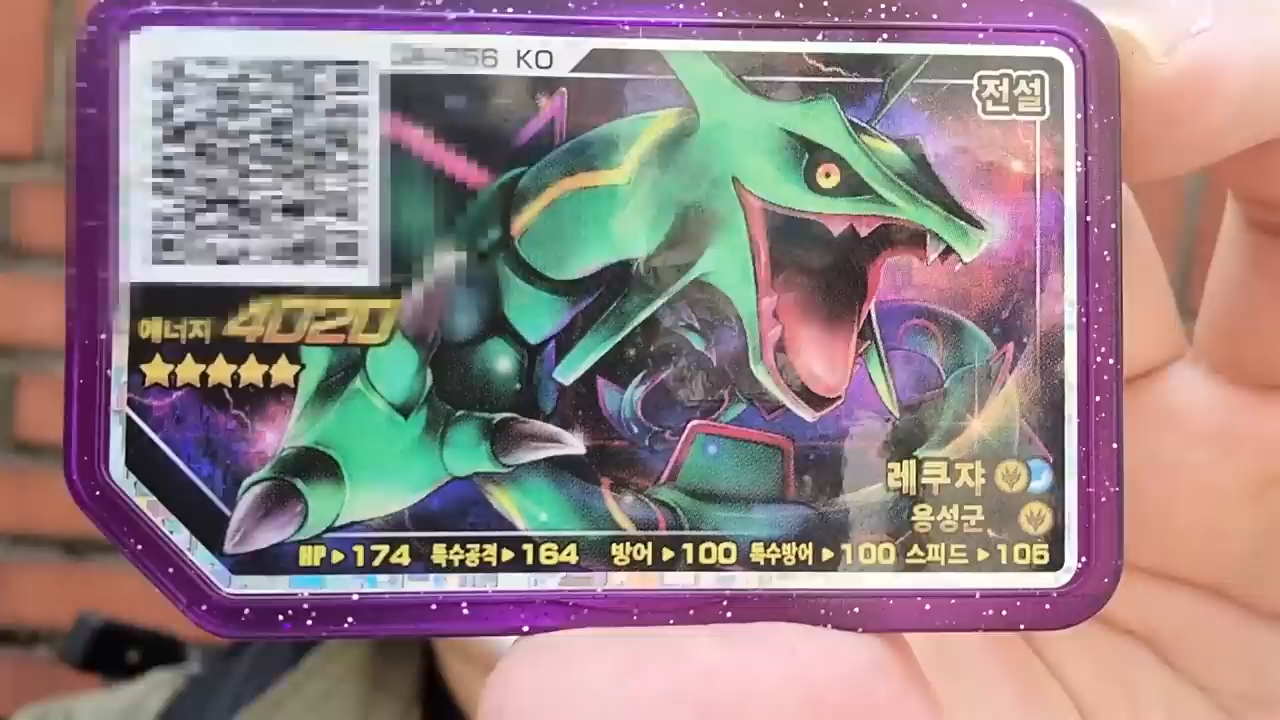 56 KO
전설
에너지 4020
레쿠쟈
용성군
HP▶174 특수공격▶164 방어▶100 특수방어▶100 스피드▶105